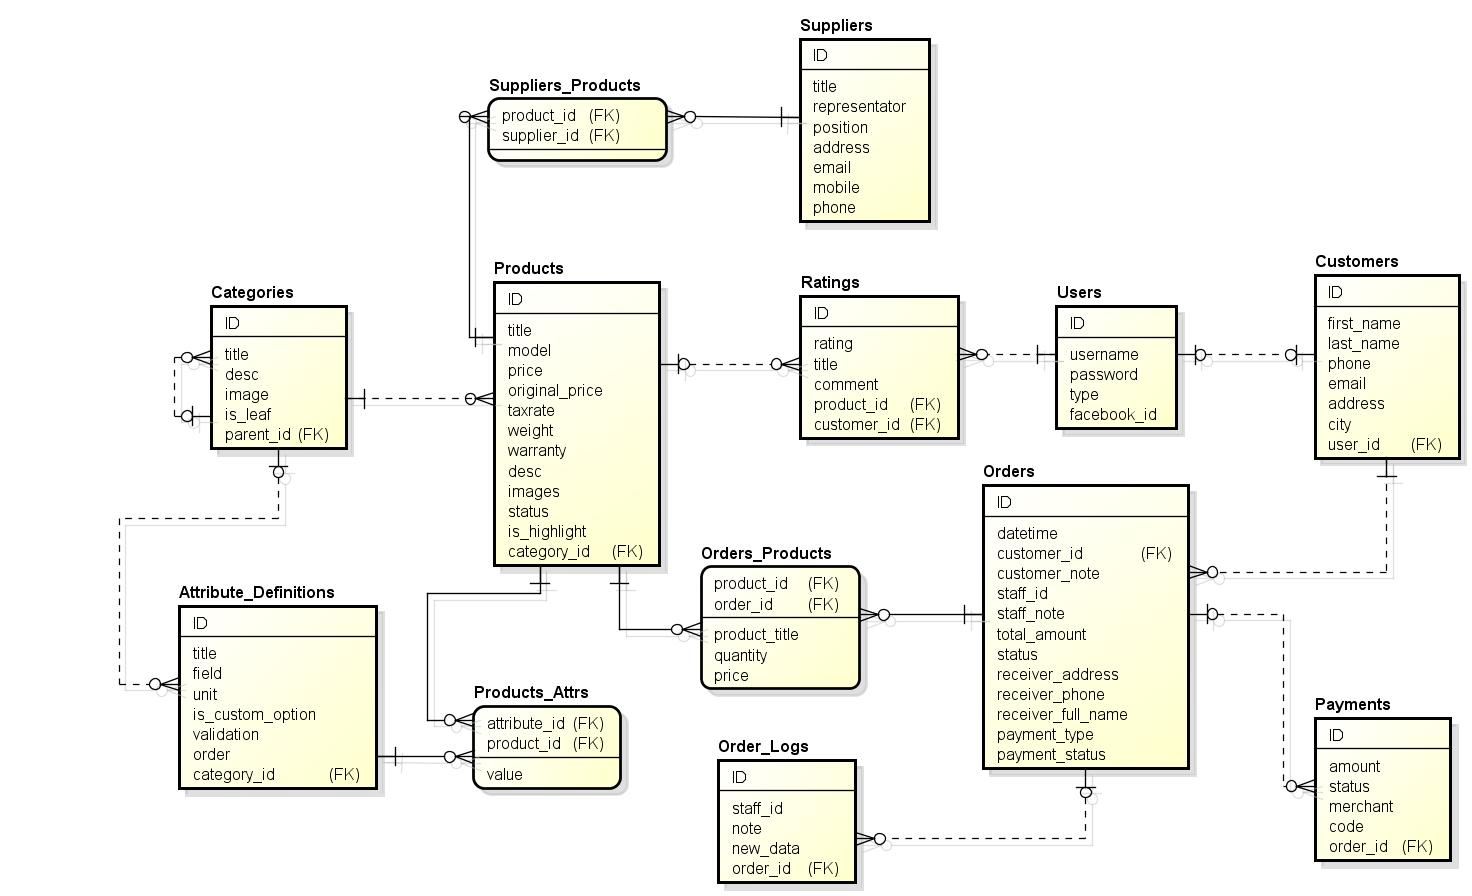 Suppliers
ID
title
representator
position
address
email
mobile
phone
Suppliers_Products
product_id (FK)
supplier_id (FK)
Customers
ID
first_name
last_name
phone
email
address
city
user_id (FK)
Products
ID
title
model
price
original_price
taxrate
weight
warranty
desc
images
status
is_highlight
category_id (FK)
Ratings
ID
rating
title
comment
product_id (FK)
customer_id (FK)
Users
ID
username
password
type
facebook_id
Categories
ID
title
desc
image
is_leaf
parent_id (FK)
Orders
ID
datetime
customer_id (FK)
customer_note
staff_id
staff_note
total_amount
status
receiver_address
receiver_phone
receiver_full_name
payment_type
payment_status
Orders_Products
product_id (FK)
order_id (FK)
product_title
quantity
price
Attribute_Definitions
ID
title
field
unit
is_custom_option
validation
order
category_id (FK)
Products_Attrs
attribute_id (FK)
product_id (FK)
value
Payments
ID
amount
status
merchant
code
order_id (FK)
Order_Logs
ID
staff_id
note
new_data
order_id (FK)